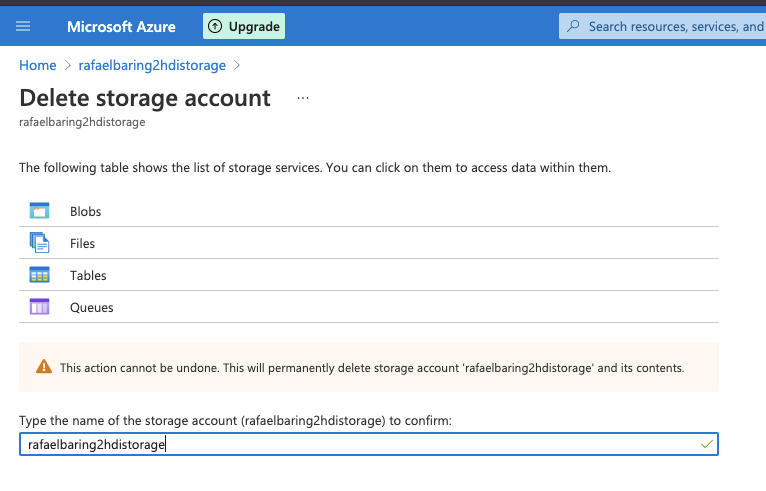 Microsoft Azure Upgrade Search resources, services, and
Home > rafaelbaring2hdistorage >
Delete storage account ...
rafaelbaring2hdistorage
The following table shows the list of storage services. You can click on them to access data within them.
Blobs
Files
Tables
Queues
This action cannot be undone. This will permanently delete storage account 'rafaelbaring2hdistorage' and its contents.
Type the name of the storage account (rafaelbaring2hdistorage) to confirm:
rafaelbaring2hdistorage